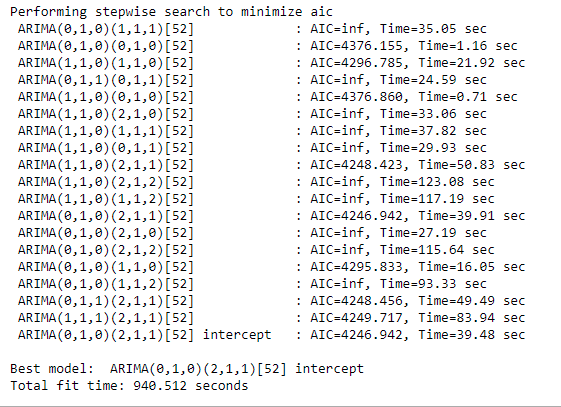 Performing stepwise search to minimize aic
ARIMA(0,1,0)(1,1,1)[52] : AIC=inf, Time=35.05 sec
ARIMA(0,1,0)(0,1,0)[52] : AIC=4376.155, Time=1.16 sec
ARIMA(1,1,0)(1,1,0)[52] : AIC=4296.785, Time=21.92 sec
ARIMA(0,1,1)(0,1,1)[52] : AIC=inf, Time=24.59 sec
ARIMA(1,1,0)(0,1,0)[52] : AIC=4376.860, Time=0.71 sec
ARIMA(1,1,0)(2,1,0)[52] : AIC=inf, Time=33.06 sec
ARIMA(1,1,0)(1,1,1)[52] : AIC=inf, Time=37.82 sec
ARIMA(1,1,0)(0,1,1)[52] : AIC=inf, Time=29.93 sec
ARIMA(1,1,0)(2,1,1)[52] : AIC=4248.423, Time=50.83 sec
ARIMA(1,1,0)(2,1,2)[52] : AIC=inf, Time=123.08 sec
ARIMA(1,1,0)(1,1,2)[52] : AIC=inf, Time=117.19 sec
ARIMA(0,1,0)(2,1,1)[52] : AIC=4246.942, Time=39.91 sec
ARIMA(0,1,0)(2,1,0)[52] : AIC=inf, Time=27.19 sec
ARIMA(0,1,0)(2,1,2)[52] : AIC=inf, Time=115.64 sec
ARIMA(0,1,0)(1,1,0)[52] : AIC=4295.833, Time=16.05 sec
ARIMA(0,1,0)(1,1,2)[52] : AIC=inf, Time=93.33 sec
ARIMA(0,1,1)(2,1,1)[52] : AIC=4248.456, Time=49.49 sec
ARIMA(1,1,1)(2,1,1)[52] : AIC=4249.717, Time=83.94 sec
ARIMA(0,1,0)(2,1,1)[52] intercept : AIC=4246.942, Time=39.48 sec
Best model: ARIMA(0,1,0)(2,1,1)[52] intercept
Total fit time: 940.512 seconds